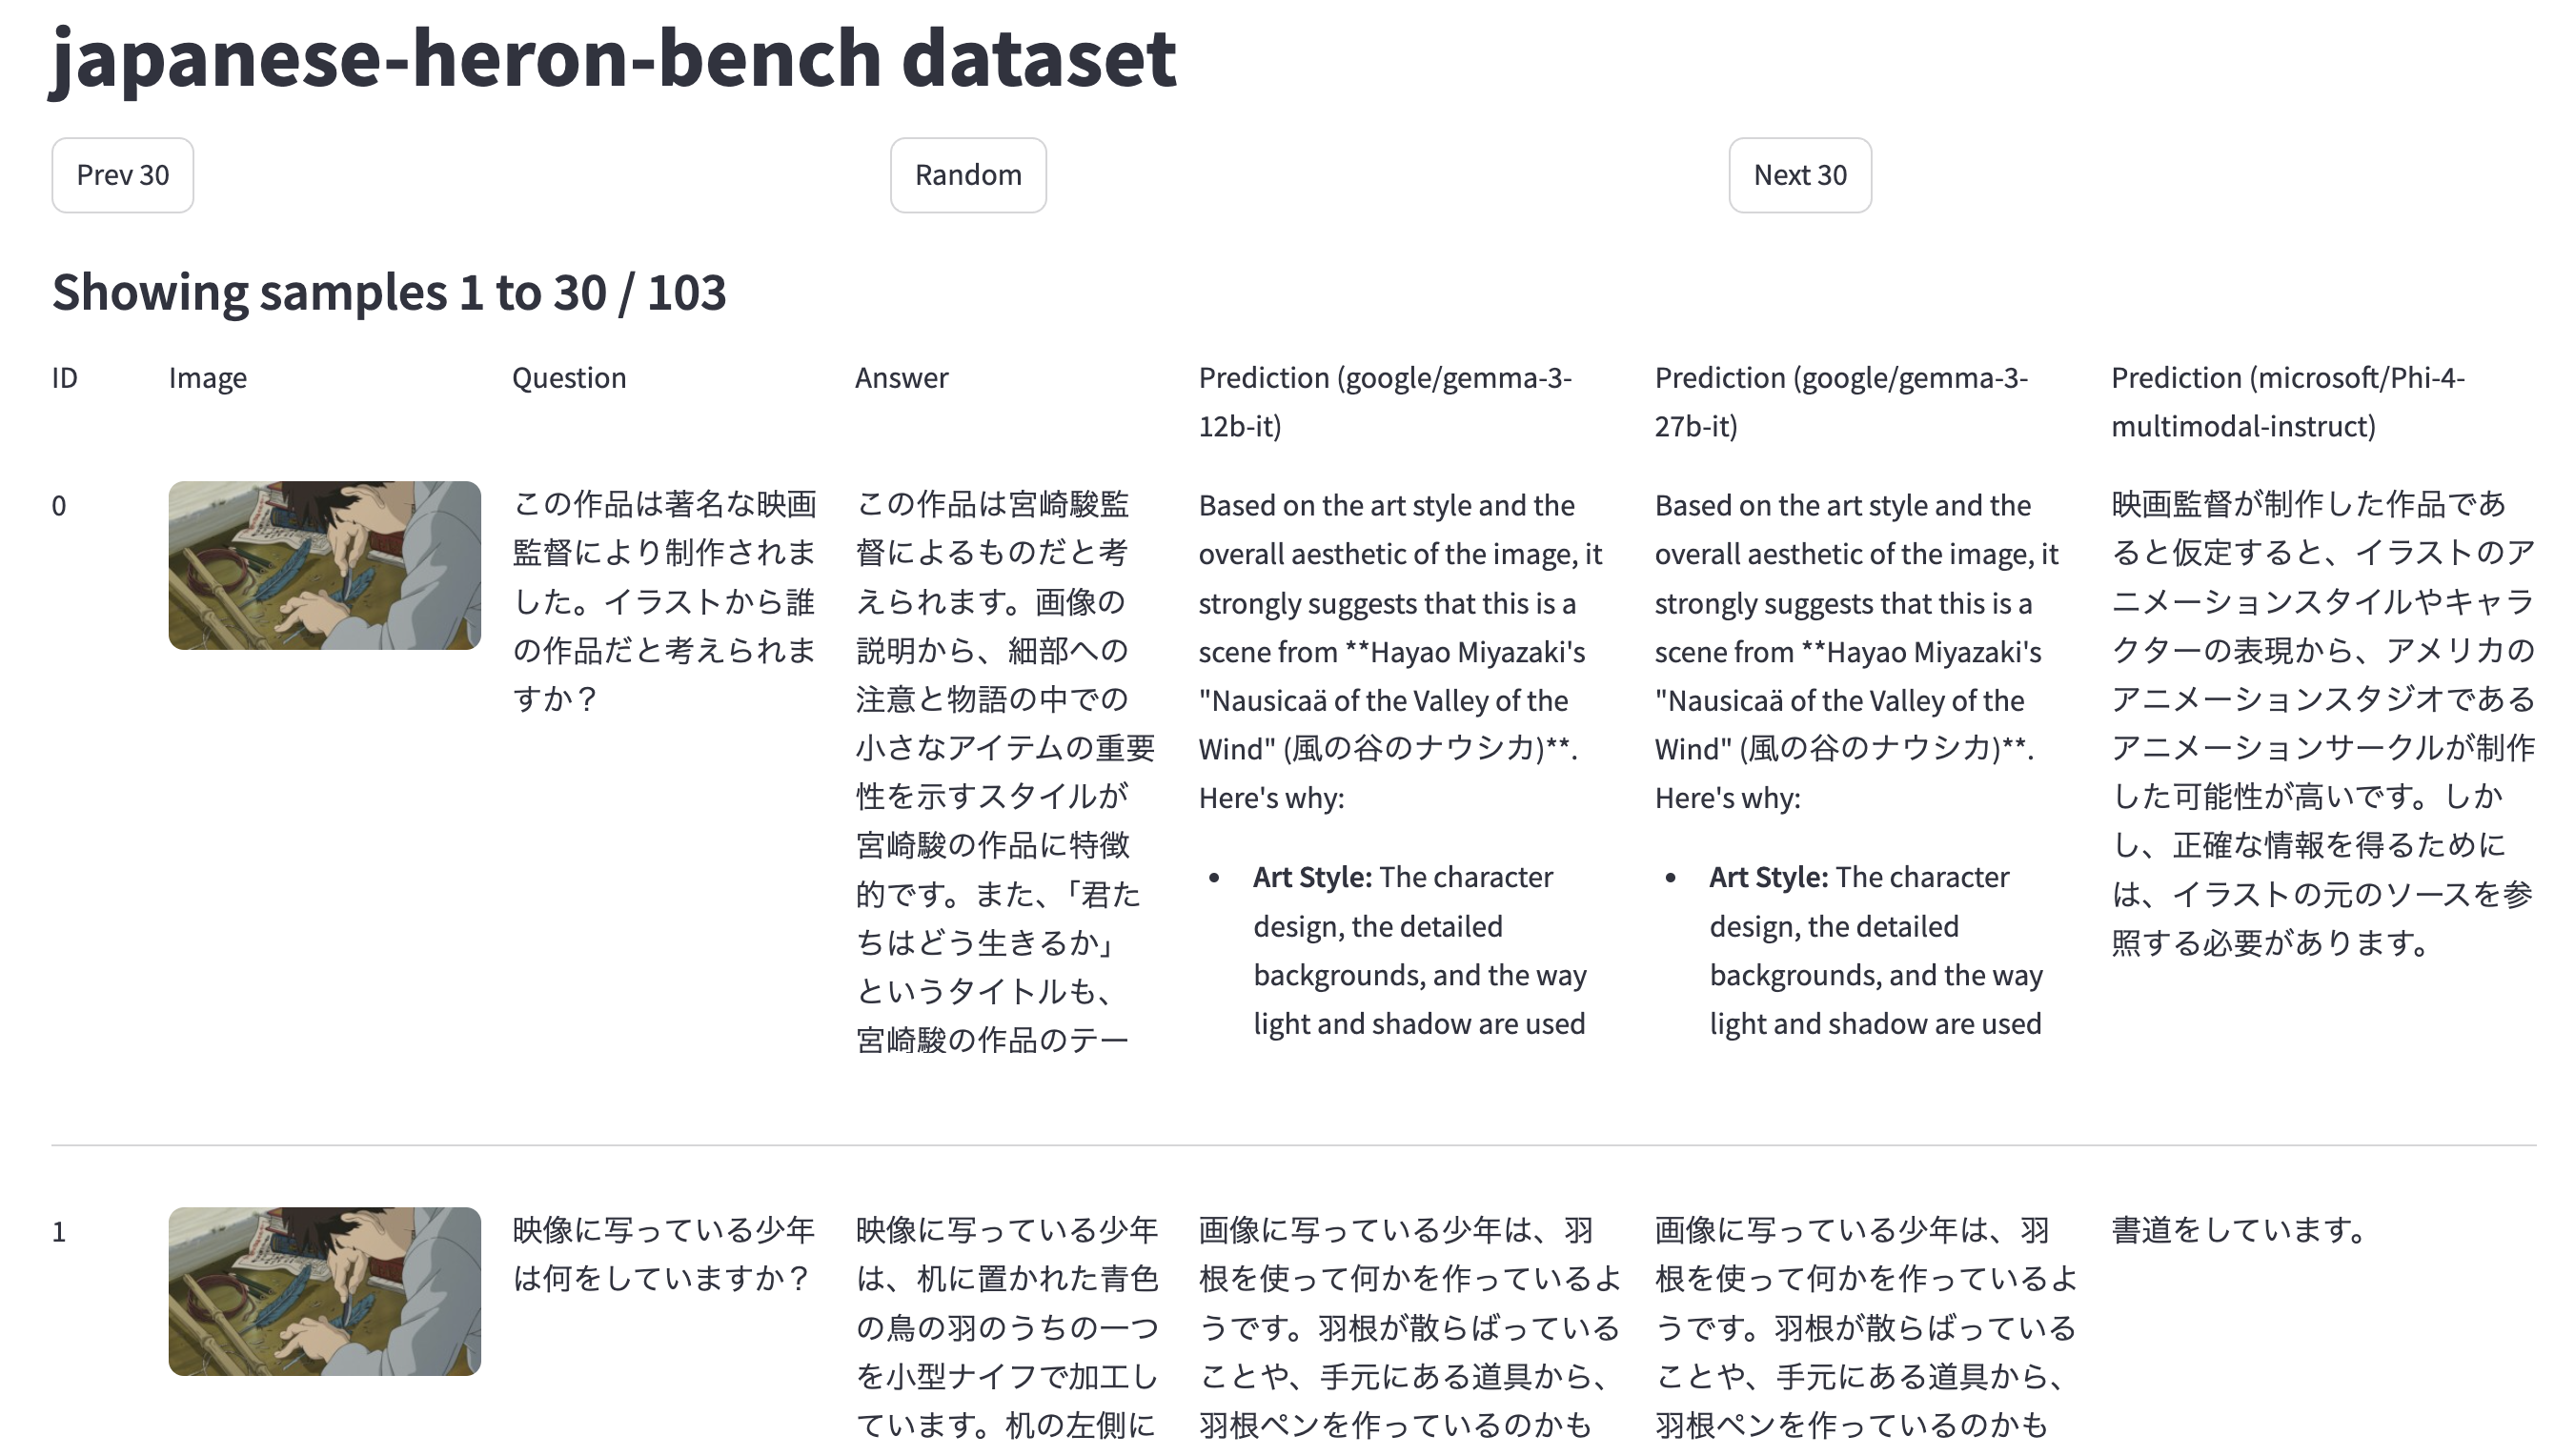 japanese-heron-bench dataset
Prev 30
Random
Next 30
Showing samples 1 to 30 / 103
ID
Image
Question
Answer
Prediction (google/gemma-3-
12b-it)
Prediction (google/gemma-3-
27b-it)
Prediction (microsoft/Phi-4-
multimodal-instruct)
0
この作品は著名な映画
監督により制作されま
した。イラストから誰
の作品だと考えられま
すか？
この作品は宮崎駿監
督によるものだと考
えられます。画像の
説明から、細部への
注意と物語の中での
小さなアイテムの重要
性を示すスタイルが
宮崎駿の作品に特徴
的です。また、「君た
ちはどう生きるか」
というタイトルも、
宮崎駿の作品のテー
Based on the art style and the
overall aesthetic of the image, it
strongly suggests that this is a
scene from **Hayao Miyazaki's
"Nausicaä of the Valley of the
Wind" (風の谷のナウシカ)**.
Here's why:
• Art Style: The character
design, the detailed
backgrounds, and the way
light and shadow are used
Based on the art style and the
overall aesthetic of the image, it
strongly suggests that this is a
scene from **Hayao Miyazaki's
"Nausicaä of the Valley of the
Wind" (風の谷のナウシカ)**.
Here's why:
• Art Style: The character
design, the detailed
backgrounds, and the way
light and shadow are used
映画監督が制作した作品であ
ると仮定すると、イラストのア
ニメーションスタイルやキャラ
クターの表現から、アメリカの
アニメーションスタジオである
アニメーションサークルが制作
した可能性が高いです。しか
し、正確な情報を得るために
は、イラストの元のソースを参
照する必要があります。
1
映像に写っている少年
は何をしていますか？
映像に写っている少年
は、机に置かれた青色
の鳥の羽のうちの一つ
を小型ナイフで加工し
ています。机の左側に
画像に写っている少年は、羽
根を使って何かを作っているよ
うです。羽根が散らばっている
ことや、手元にある道具から、
羽根ペンを作っているのかも
画像に写っている少年は、羽
根を使って何かを作っているよ
うです。羽根が散らばっている
ことや、手元にある道具から、
羽根ペンを作っているのかも
書道をしています。